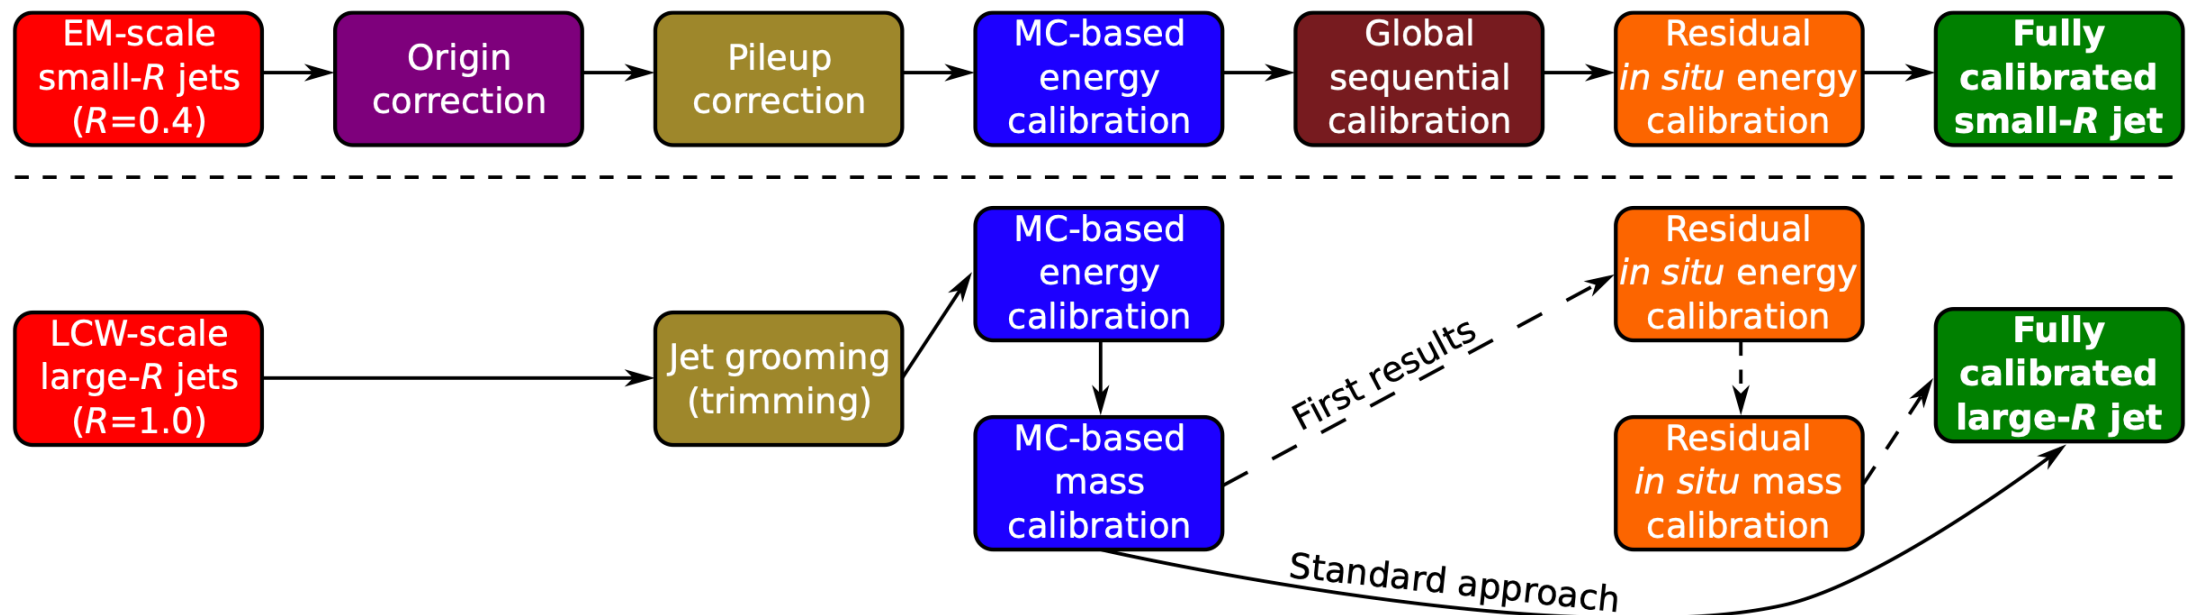 EM-scale
small-R jets
(R=0.4)
Origin
correction
Pileup
correction
MC-based
energy
calibration
Global
sequential
calibration
Residual
in situ energy
calibration
Fully
calibrated
small-R jet
LCW-scale
large-R jets
(R=1.0)
Jet grooming
(trimming)
MC-based
energy
calibration
MC-based
mass
calibration
First results
Standard approach
Residual
in situ energy
calibration
Residual
in situ mass
calibration
Fully
calibrated
large-R jet